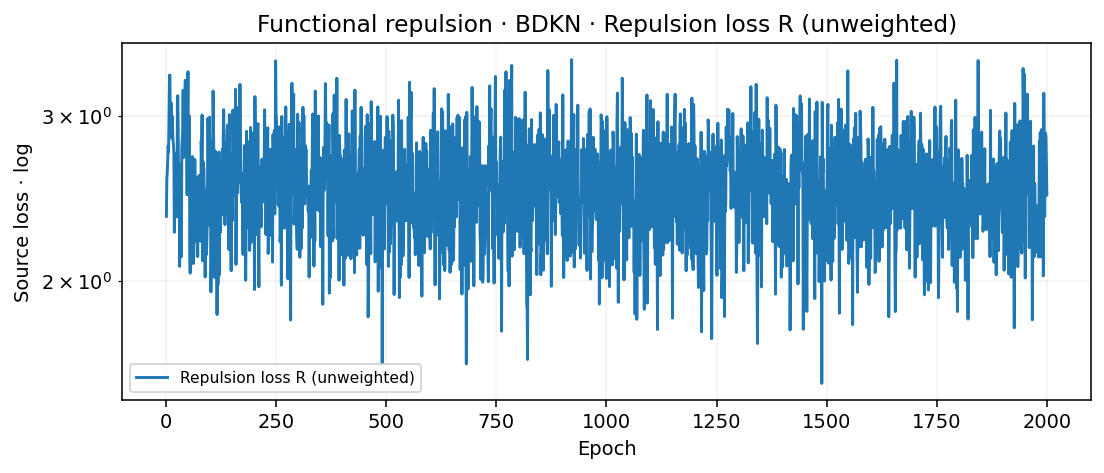 Functional repulsion · BDKN · Repulsion loss R (unweighted)
Source loss · log
3 × 10⁰
2 × 10⁰
Repulsion loss R (unweighted)
0 250 500 750 1000 1250 1500 1750 2000
Epoch